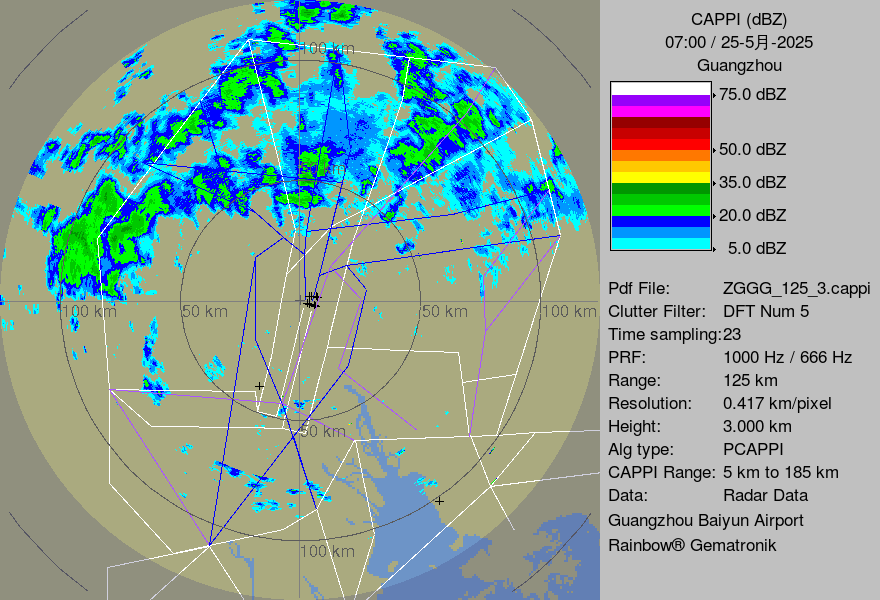 CAPPI (dBZ)
07:00 / 25-5月-2025
Guangzhou
75.0 dBZ
50.0 dBZ
35.0 dBZ
20.0 dBZ
5.0 dBZ
Pdf File: ZGGG_125_3.cappi
Clutter Filter: DFT Num 5
Time sampling:23
PRF: 1000 Hz / 666 Hz
Range: 125 km
Resolution: 0.417 km/pixel
Height: 3.000 km
Alg type: PCAPPI
CAPPI Range: 5 km to 185 km
Data: Radar Data
Guangzhou Baiyun Airport
Rainbow® Gematronik
100 km
100 km
50 km
50 km
100 km
50 km
100 km